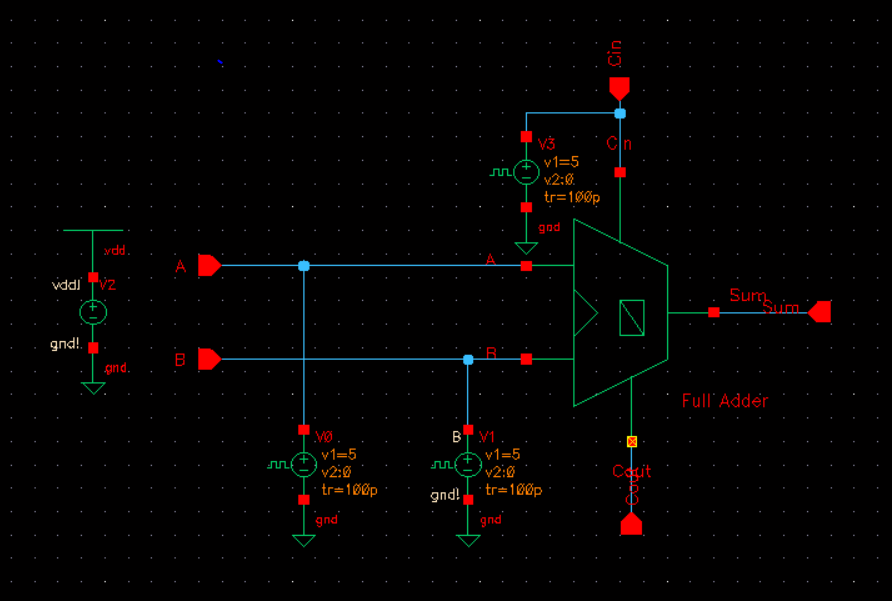 Cin
Cin
V3
v1=5
v2:0
tr=100p
gnd
vdd
vdd!
V2
gnd!
gnd
A
A
B
B
Sum
Sum
Full Adder
V0
v1=5
v2:0
tr=100p
gnd
B
V1
v1=5
v2:0
tr=100p
gnd!
gnd
Cout